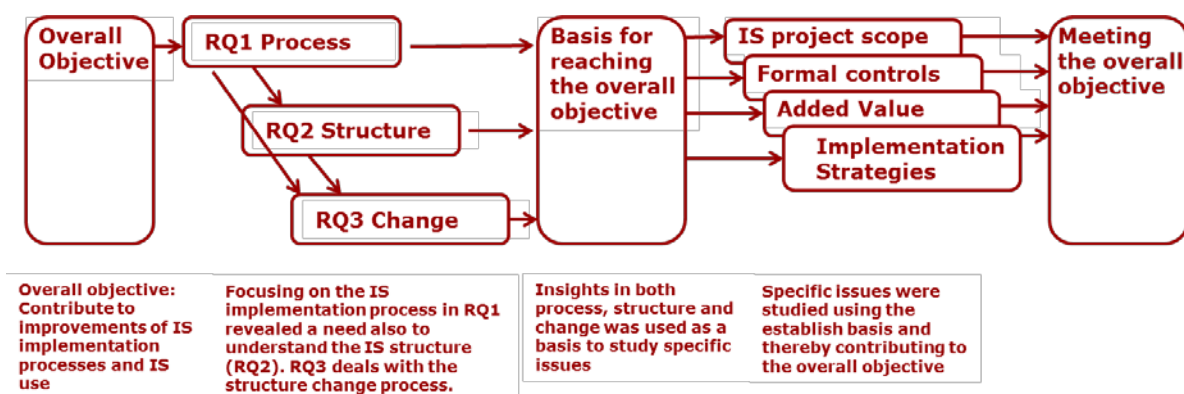 Overall
Objective
RQ1 Process
RQ2 Structure
RQ3 Change
Basis for
reaching
the overall
objective
IS project scope
Formal controls
Added Value
Implementation
Strategies
Meeting
the overall
objective
Overall objective:
Contribute to
improvements of IS
implementation
processes and IS
use
Focusing on the IS
implementation process in RQ1
revealed a need also to
understand the IS structure
(RQ2). RQ3 deals with the
structure change process.
Insights in both
process, structure and
change was used as a
basis to study specific
issues
Specific issues were
studied using the
establish basis and
thereby contributing to
the overall objective